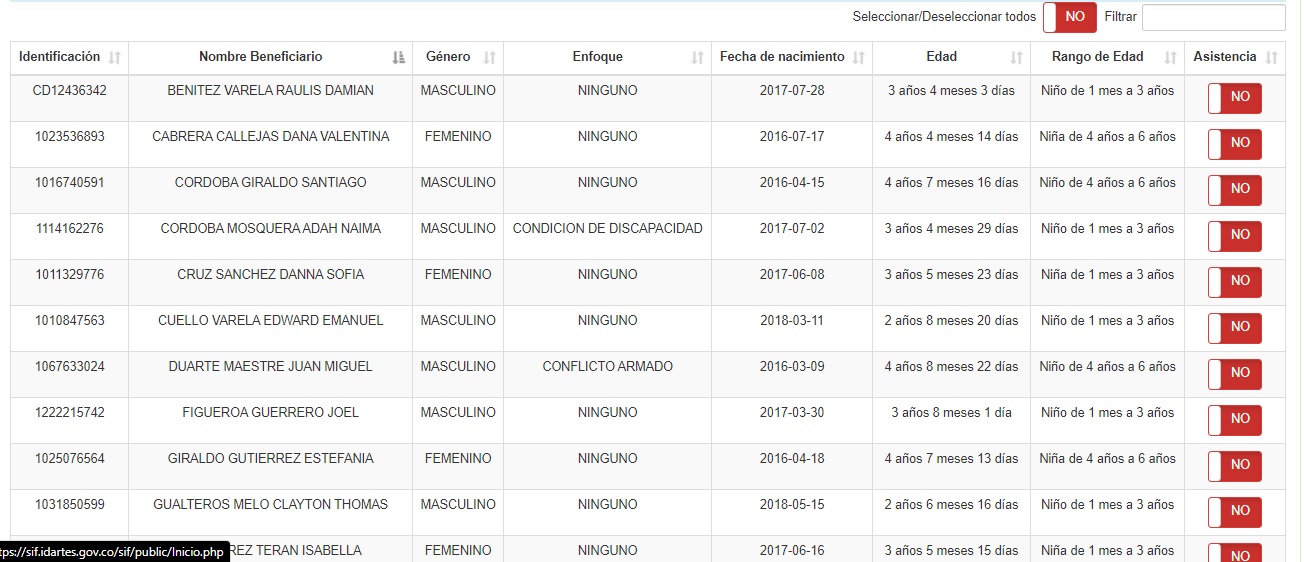 Seleccionar/Deseleccionar todos NO Filtrar
Identificación Nombre Beneficiario Género Enfoque Fecha de nacimiento Edad Rango de Edad Asistencia
CD12436342 BENITEZ VARELA RAULIS DAMIAN MASCULINO NINGUNO 2017-07-28 3 años 4 meses 3 días Niño de 1 mes a 3 años NO
1023536893 CABRERA CALLEJAS DANA VALENTINA FEMENINO NINGUNO 2016-07-17 4 años 4 meses 14 días Niña de 4 años a 6 años NO
1016740591 CORDOBA GIRALDO SANTIAGO MASCULINO NINGUNO 2016-04-15 4 años 7 meses 16 días Niño de 4 años a 6 años NO
1114162276 CORDOBA MOSQUERA ADAH NAIMA MASCULINO CONDICION DE DISCAPACIDAD 2017-07-02 3 años 4 meses 29 días Niño de 1 mes a 3 años NO
1011329776 CRUZ SANCHEZ DANNA SOFIA FEMENINO NINGUNO 2017-06-08 3 años 5 meses 23 días Niña de 1 mes a 3 años NO
1010847563 CUELLO VARELA EDWARD EMANUEL MASCULINO NINGUNO 2018-03-11 2 años 8 meses 20 días Niño de 1 mes a 3 años NO
1067633024 DUARTE MAESTRE JUAN MIGUEL MASCULINO CONFLICTO ARMADO 2016-03-09 4 años 8 meses 22 días Niño de 4 años a 6 años NO
1222215742 FIGUEROA GUERRERO JOEL MASCULINO NINGUNO 2017-03-30 3 años 8 meses 1 día Niño de 1 mes a 3 años NO
1025076564 GIRALDO GUTIERREZ ESTEFANIA FEMENINO NINGUNO 2016-04-18 4 años 7 meses 13 días Niña de 4 años a 6 años NO
1031850599 GUALTEROS MELO CLAYTON THOMAS MASCULINO NINGUNO 2018-05-15 2 años 6 meses 16 días Niño de 1 mes a 3 años NO
tps://sif.idartes.gov.co/sif/public/Inicio.php REZ TERAN ISABELLA FEMENINO NINGUNO 2017-06-16 3 años 5 meses 15 días Niña de 1 mes a 3 años NO